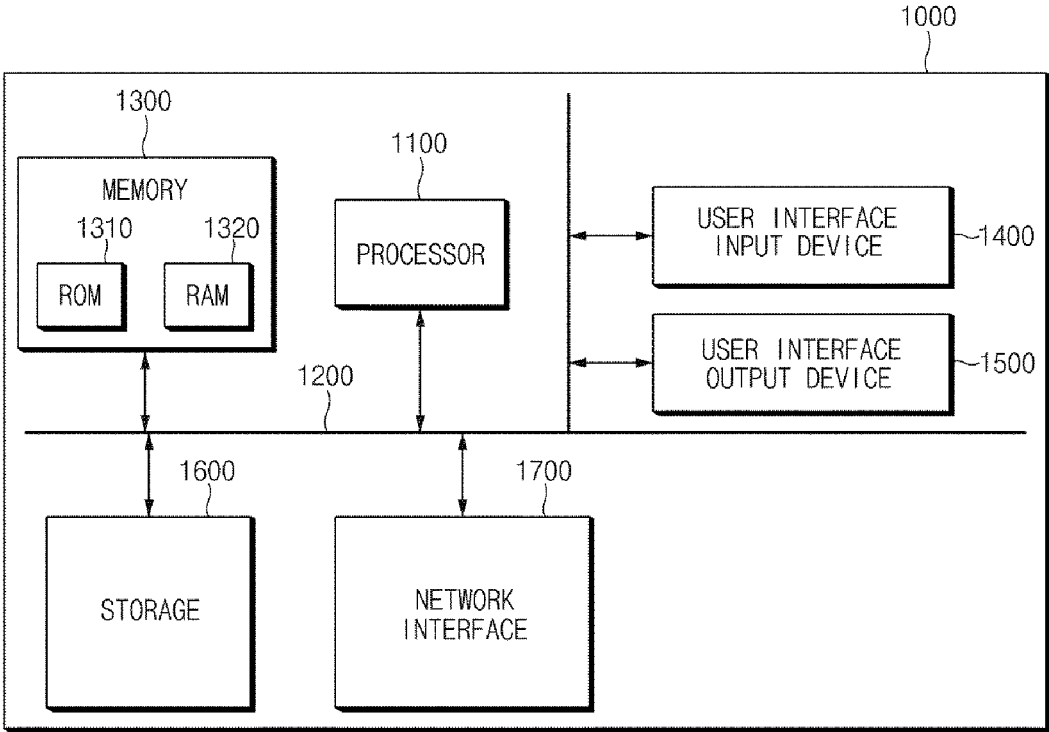 1000
1300
MEMORY
1310
1320
ROM
RAM
1100
PROCESSOR
USER INTERFACE
INPUT DEVICE
1400
USER INTERFACE
OUTPUT DEVICE
1500
1200
1600
STORAGE
1700
NETWORK
INTERFACE